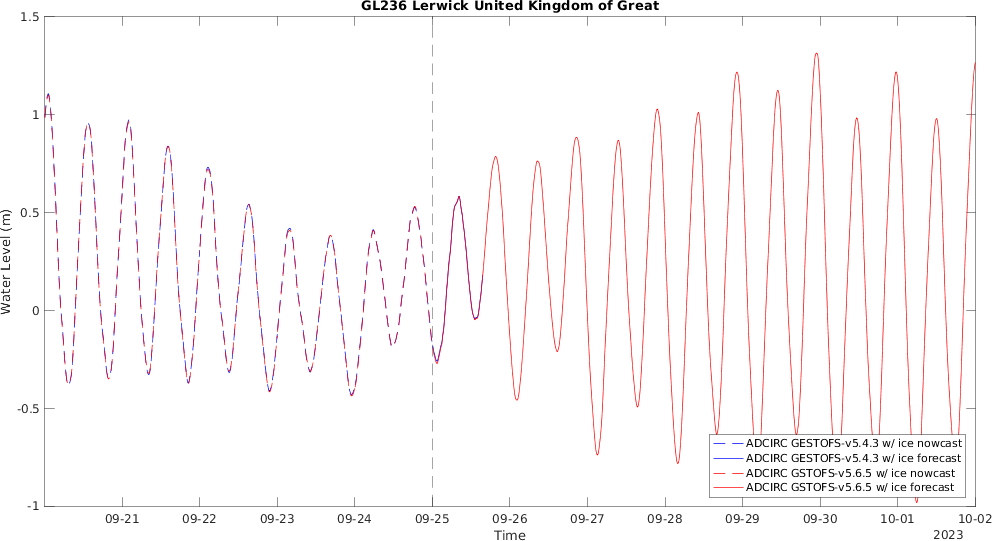 GL236 Lerwick United Kingdom of Great
1.5
1
0.5
0
-0.5
-1
Water Level (m)
ADCIRC GESTOFS-v5.4.3 w/ ice nowcast
ADCIRC GESTOFS-v5.4.3 w/ ice forecast
ADCIRC GSTOFS-v5.6.5 w/ ice nowcast
ADCIRC GSTOFS-v5.6.5 w/ ice forecast
09-21 09-22 09-23 09-24 09-25 09-26 09-27 09-28 09-29 09-30 10-01 10-02
Time
2023